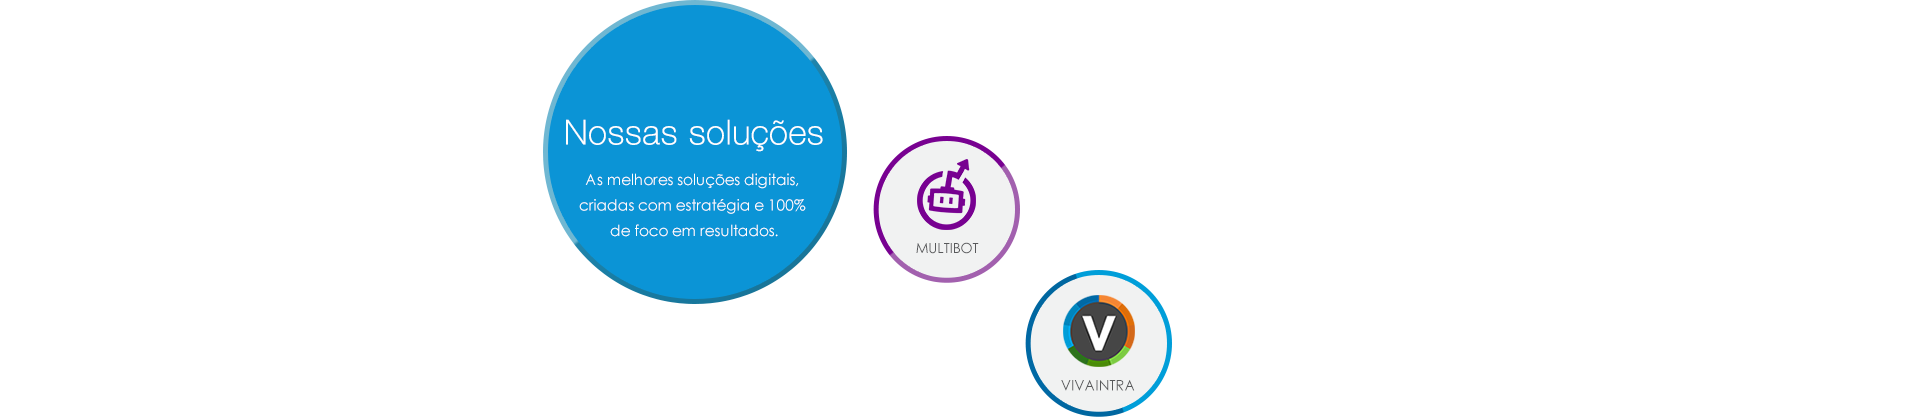 Nossas soluções
As melhores soluções digitais,
criadas com estratégia e 100%
de foco em resultados.
MULTIBOT
V
VIVAINTRA